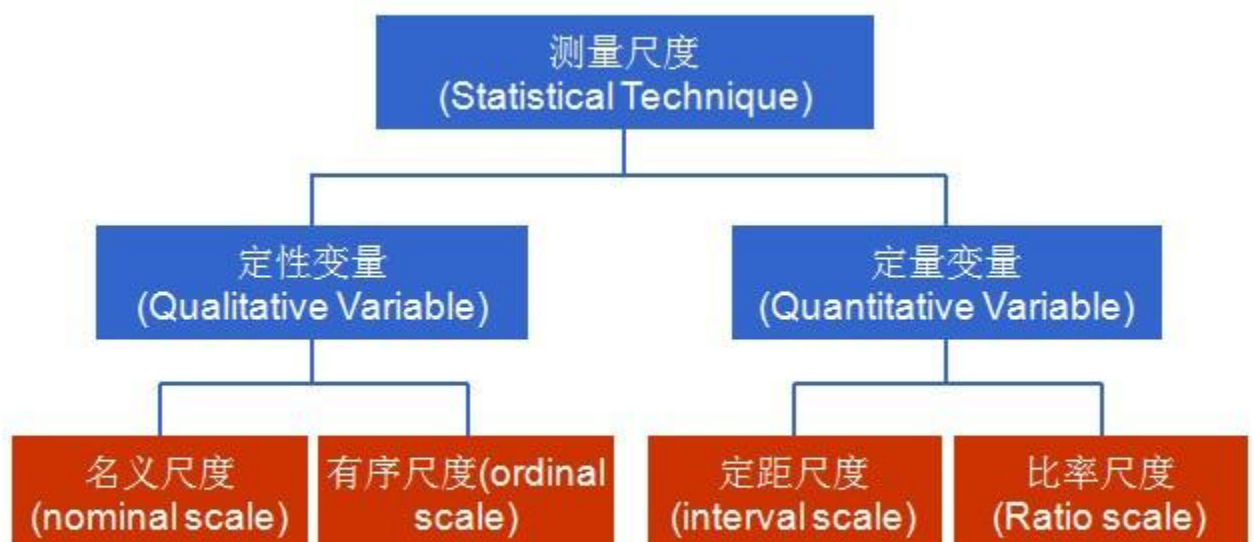 测量尺度
(Statistical Technique)
定性变量
(Qualitative Variable)
定量变量
(Quantitative Variable)
名义尺度
(nominal scale)
有序尺度(ordinal
scale)
定距尺度
(interval scale)
比率尺度
(Ratio scale)